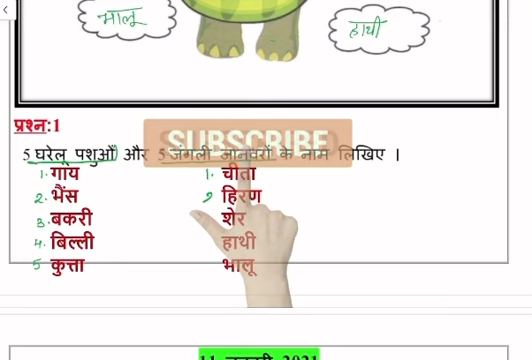 भालू
हाथी
प्रश्न:1
SUBSCRIBE
5 घरेलू पशुओं और 5 जंगली जानवरों के नाम लिखिए ।
1. गाय 1. चीता
2. भैंस 2 हिरण
3. बकरी शेर
4. बिल्ली हाथी
5 कुत्ता भालू